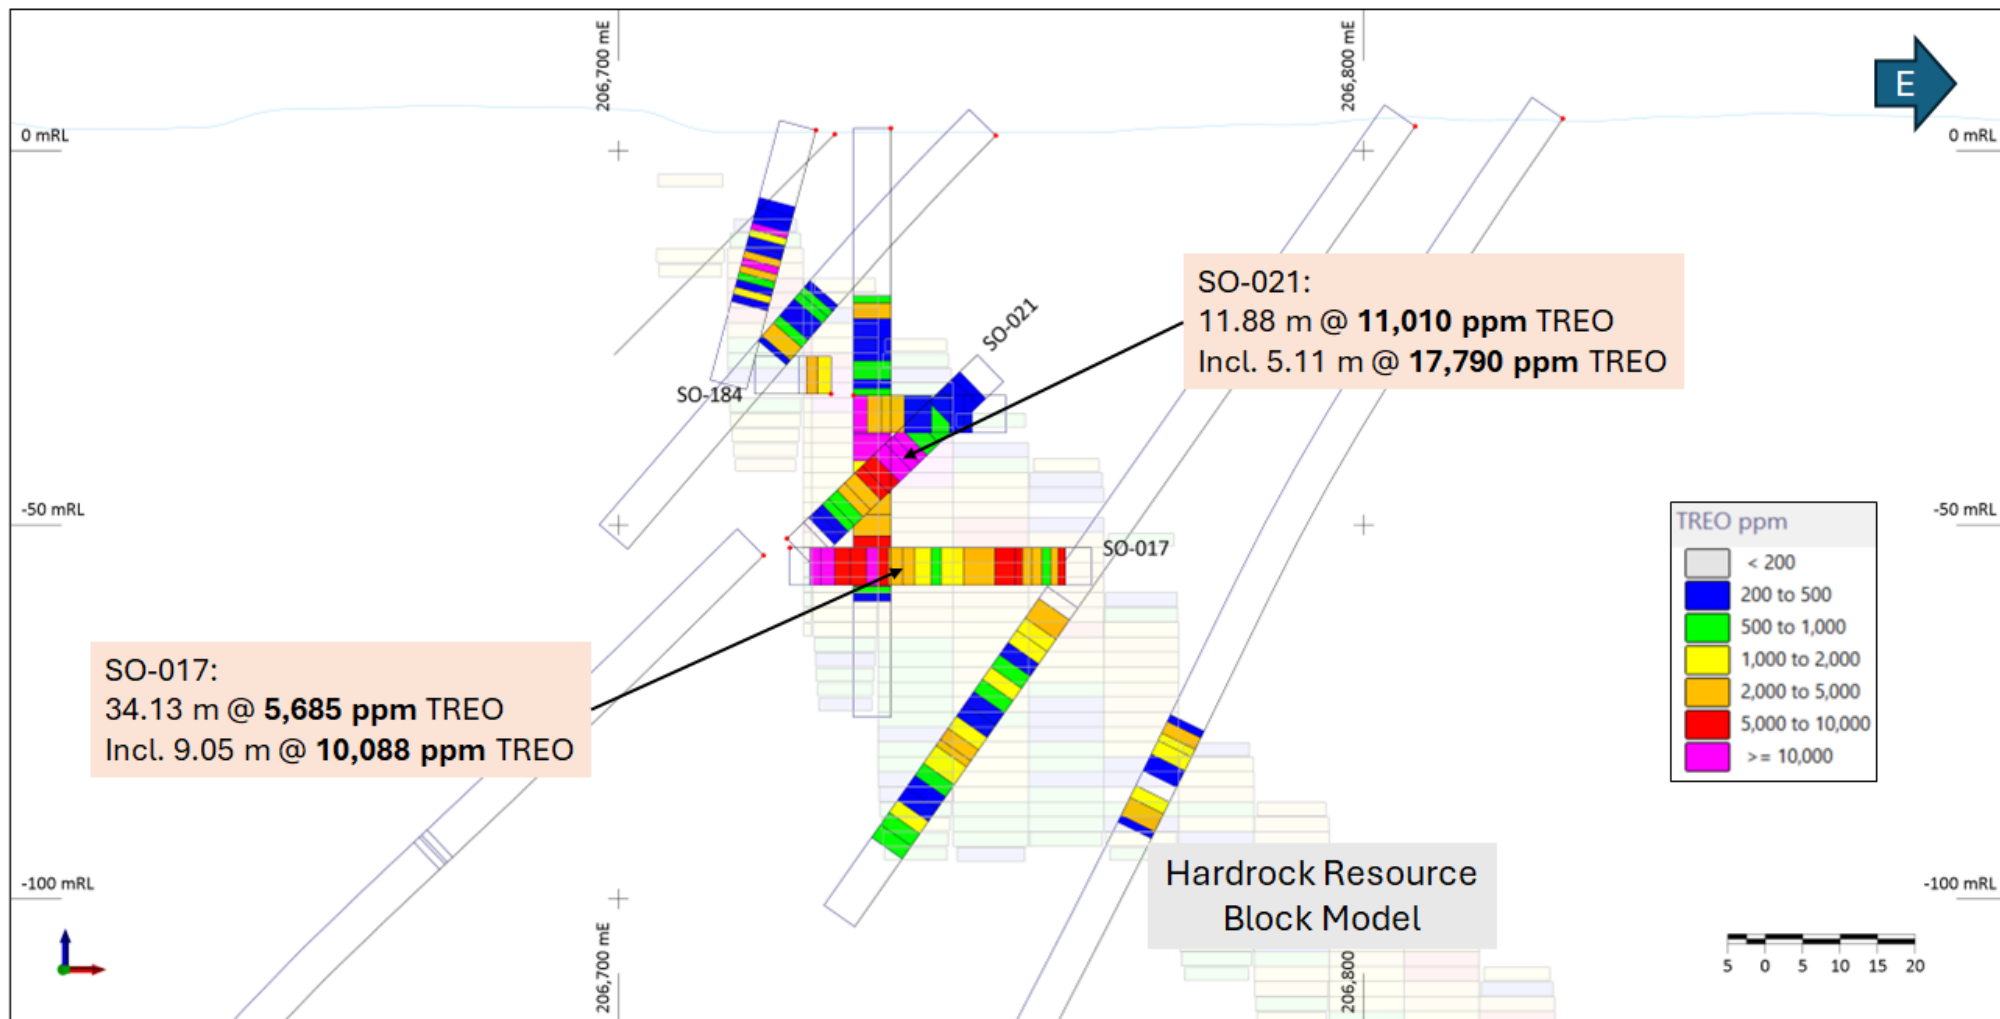 206,700 mE
206,800 mE
E
0 mRL
0 mRL
SO-021:
11.88 m @ 11,010 ppm TREO
Incl. 5.11 m @ 17,790 ppm TREO
SO-021
SO-184
-50 mRL
-50 mRL
SO-017
TREO ppm
< 200
200 to 500
500 to 1,000
1,000 to 2,000
2,000 to 5,000
5,000 to 10,000
>= 10,000
SO-017:
34.13 m @ 5,685 ppm TREO
Incl. 9.05 m @ 10,088 ppm TREO
Hardrock Resource
Block Model
-100 mRL
-100 mRL
206,700 mE
206,800
5 0 5 10 15 20